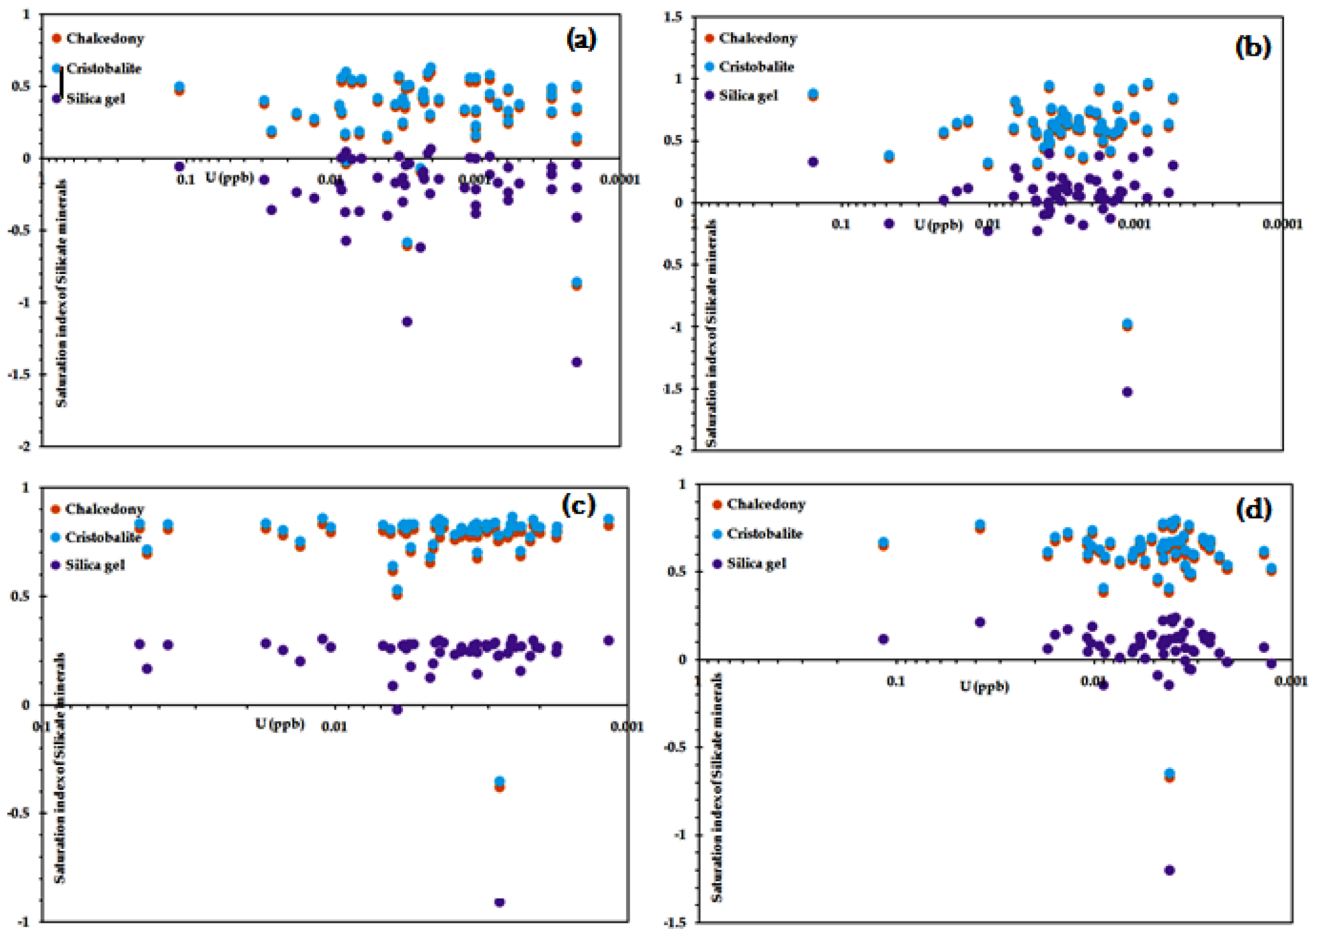 1
(a)
Chalcedony
Cristobalite
Silica gel
0.5
0
0.1
U (ppb)
0.01
0.001
0.0001
-0.5
-1
-1.5
-2
Saturation index of Silicate minerals
1.5
(b)
Chalcedony
Cristobalite
Silica gel
1
0.5
0
0.1
U (ppb)
0.01
0.001
0.0001
-0.5
-1
-1.5
-2
Saturation index of Silicate minerals
1
(c)
Chalcedony
Cristobalite
Silica gel
0.5
0
0.1
U (ppb)
0.01
0.001
-0.5
-1
Saturation index of Silicate minerals
1
(d)
Chalcedony
Cristobalite
Silica gel
0.5
0
1
0.1
U (ppb)
0.01
0.001
-0.5
-1
-1.5
Saturation index of Silicate minerals